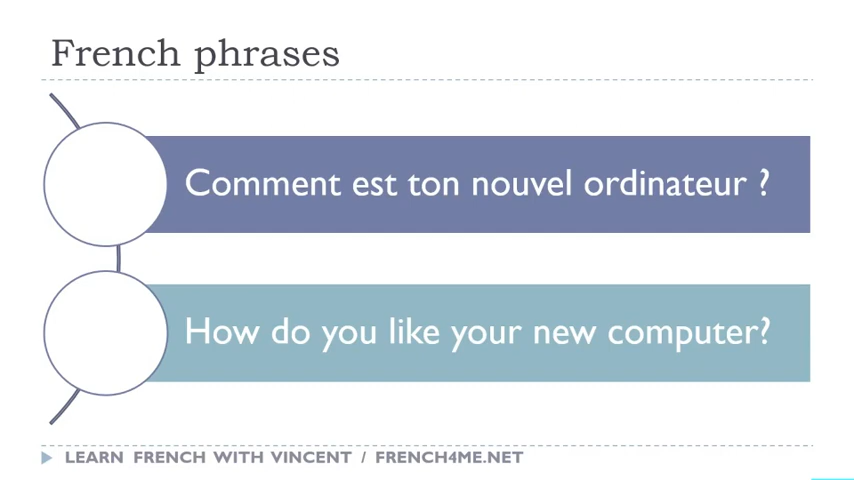 French phrases
Comment est ton nouvel ordinateur ?
How do you like your new computer?
LEARN FRENCH WITH VINCENT / FRENCH4ME.NET